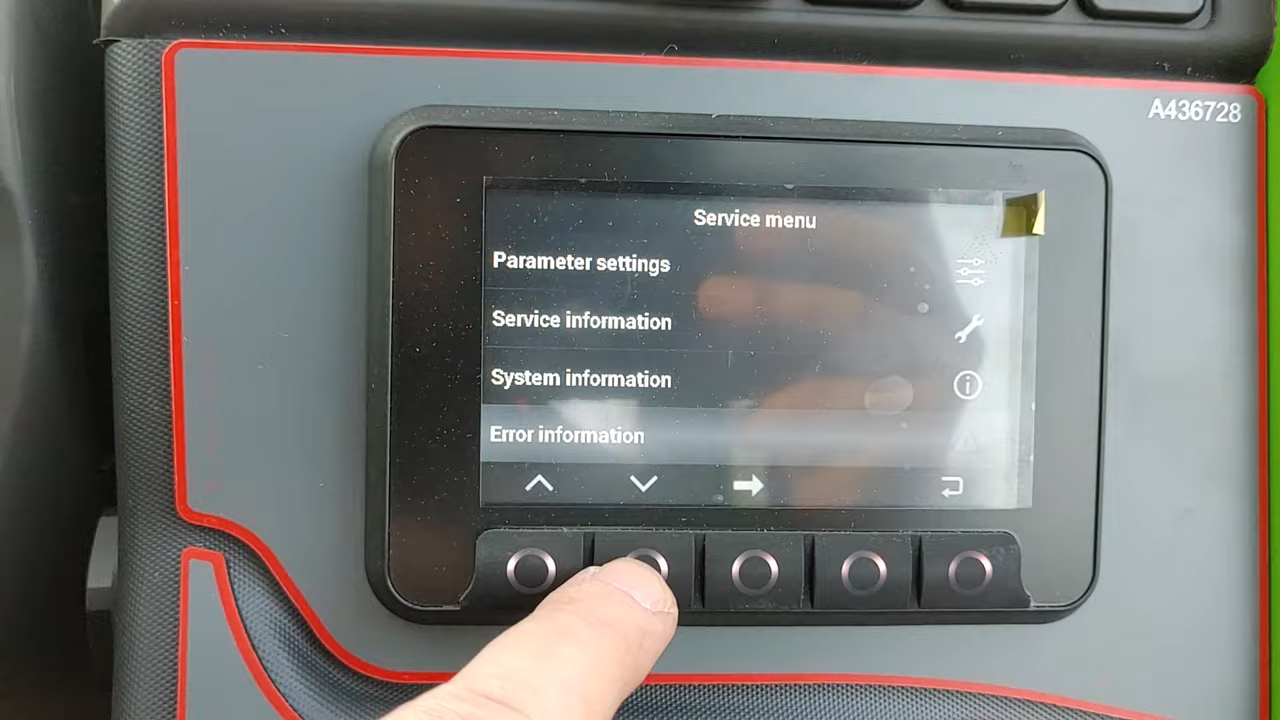 A436728
Service menu
Parameter settings
Service information
System information
Error information